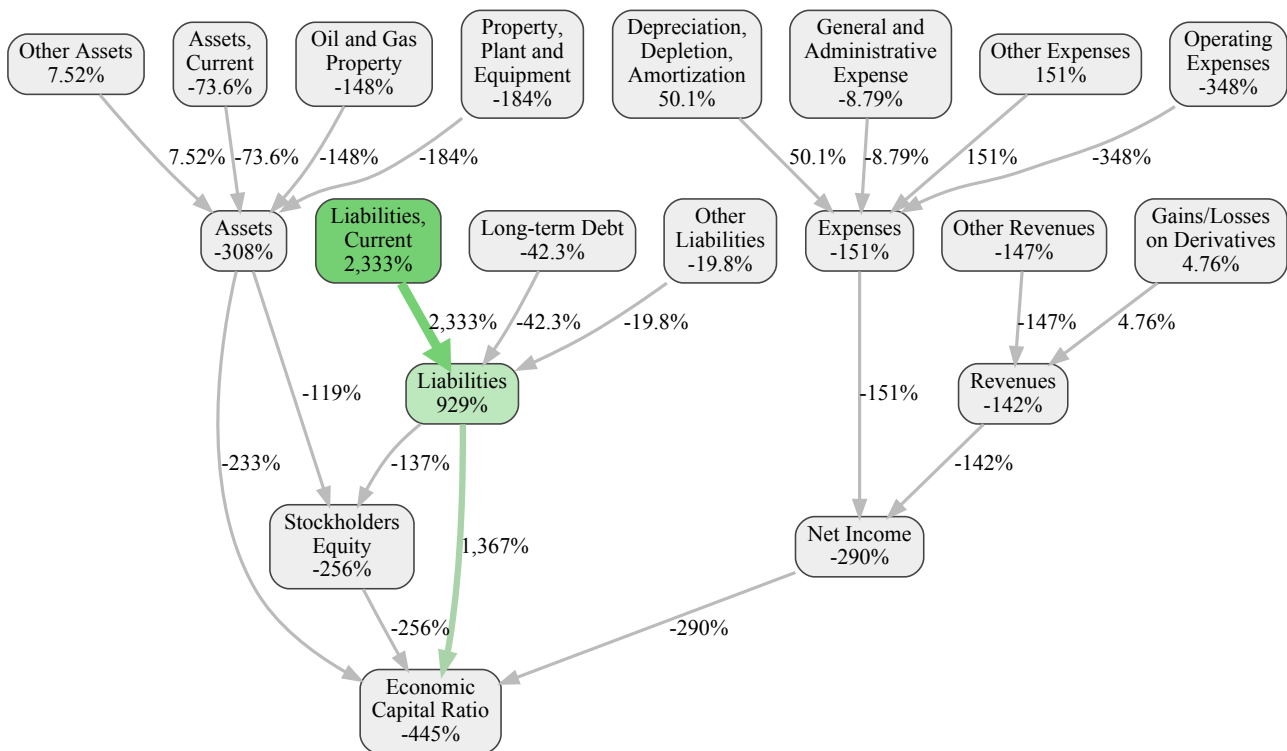 Other Assets
7.52%
Assets,
Current
-73.6%
Oil and Gas
Property
-148%
Property,
Plant and
Equipment
-184%
Depreciation,
Depletion,
Amortization
50.1%
General and
Administrative
Expense
-8.79%
Other Expenses
151%
Operating
Expenses
-348%
7.52%
-73.6%
-148%
-184%
50.1%
-8.79%
151%
-348%
Assets
-308%
Liabilities,
Current
2,333%
Long-term Debt
-42.3%
Other
Liabilities
-19.8%
Expenses
-151%
Other Revenues
-147%
Gains/Losses
on Derivatives
4.76%
2,333%
-42.3%
-19.8%
-147%
4.76%
-119%
Liabilities
929%
-151%
Revenues
-142%
-233%
-137%
-142%
Stockholders
Equity
-256%
1,367%
Net Income
-290%
-256%
-290%
Economic
Capital Ratio
-445%